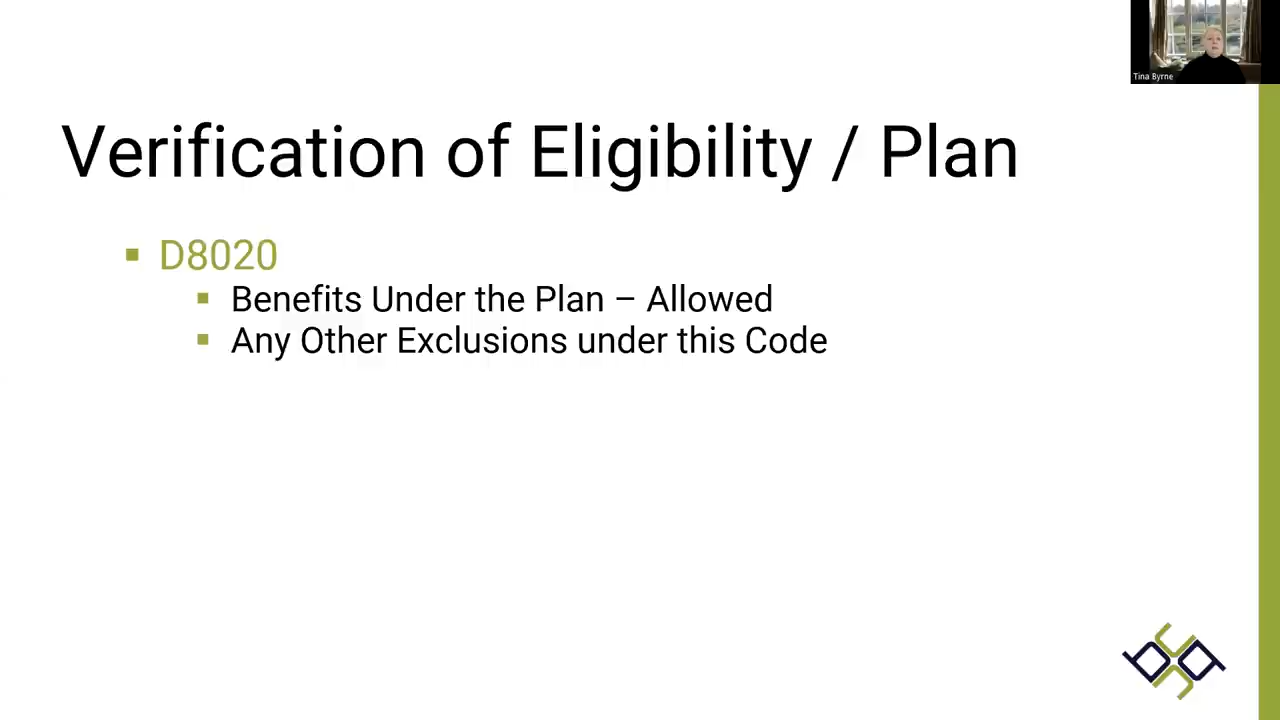 Tina Byrne
Verification of Eligibility / Plan
D8020
Benefits Under the Plan – Allowed
Any Other Exclusions under this Code